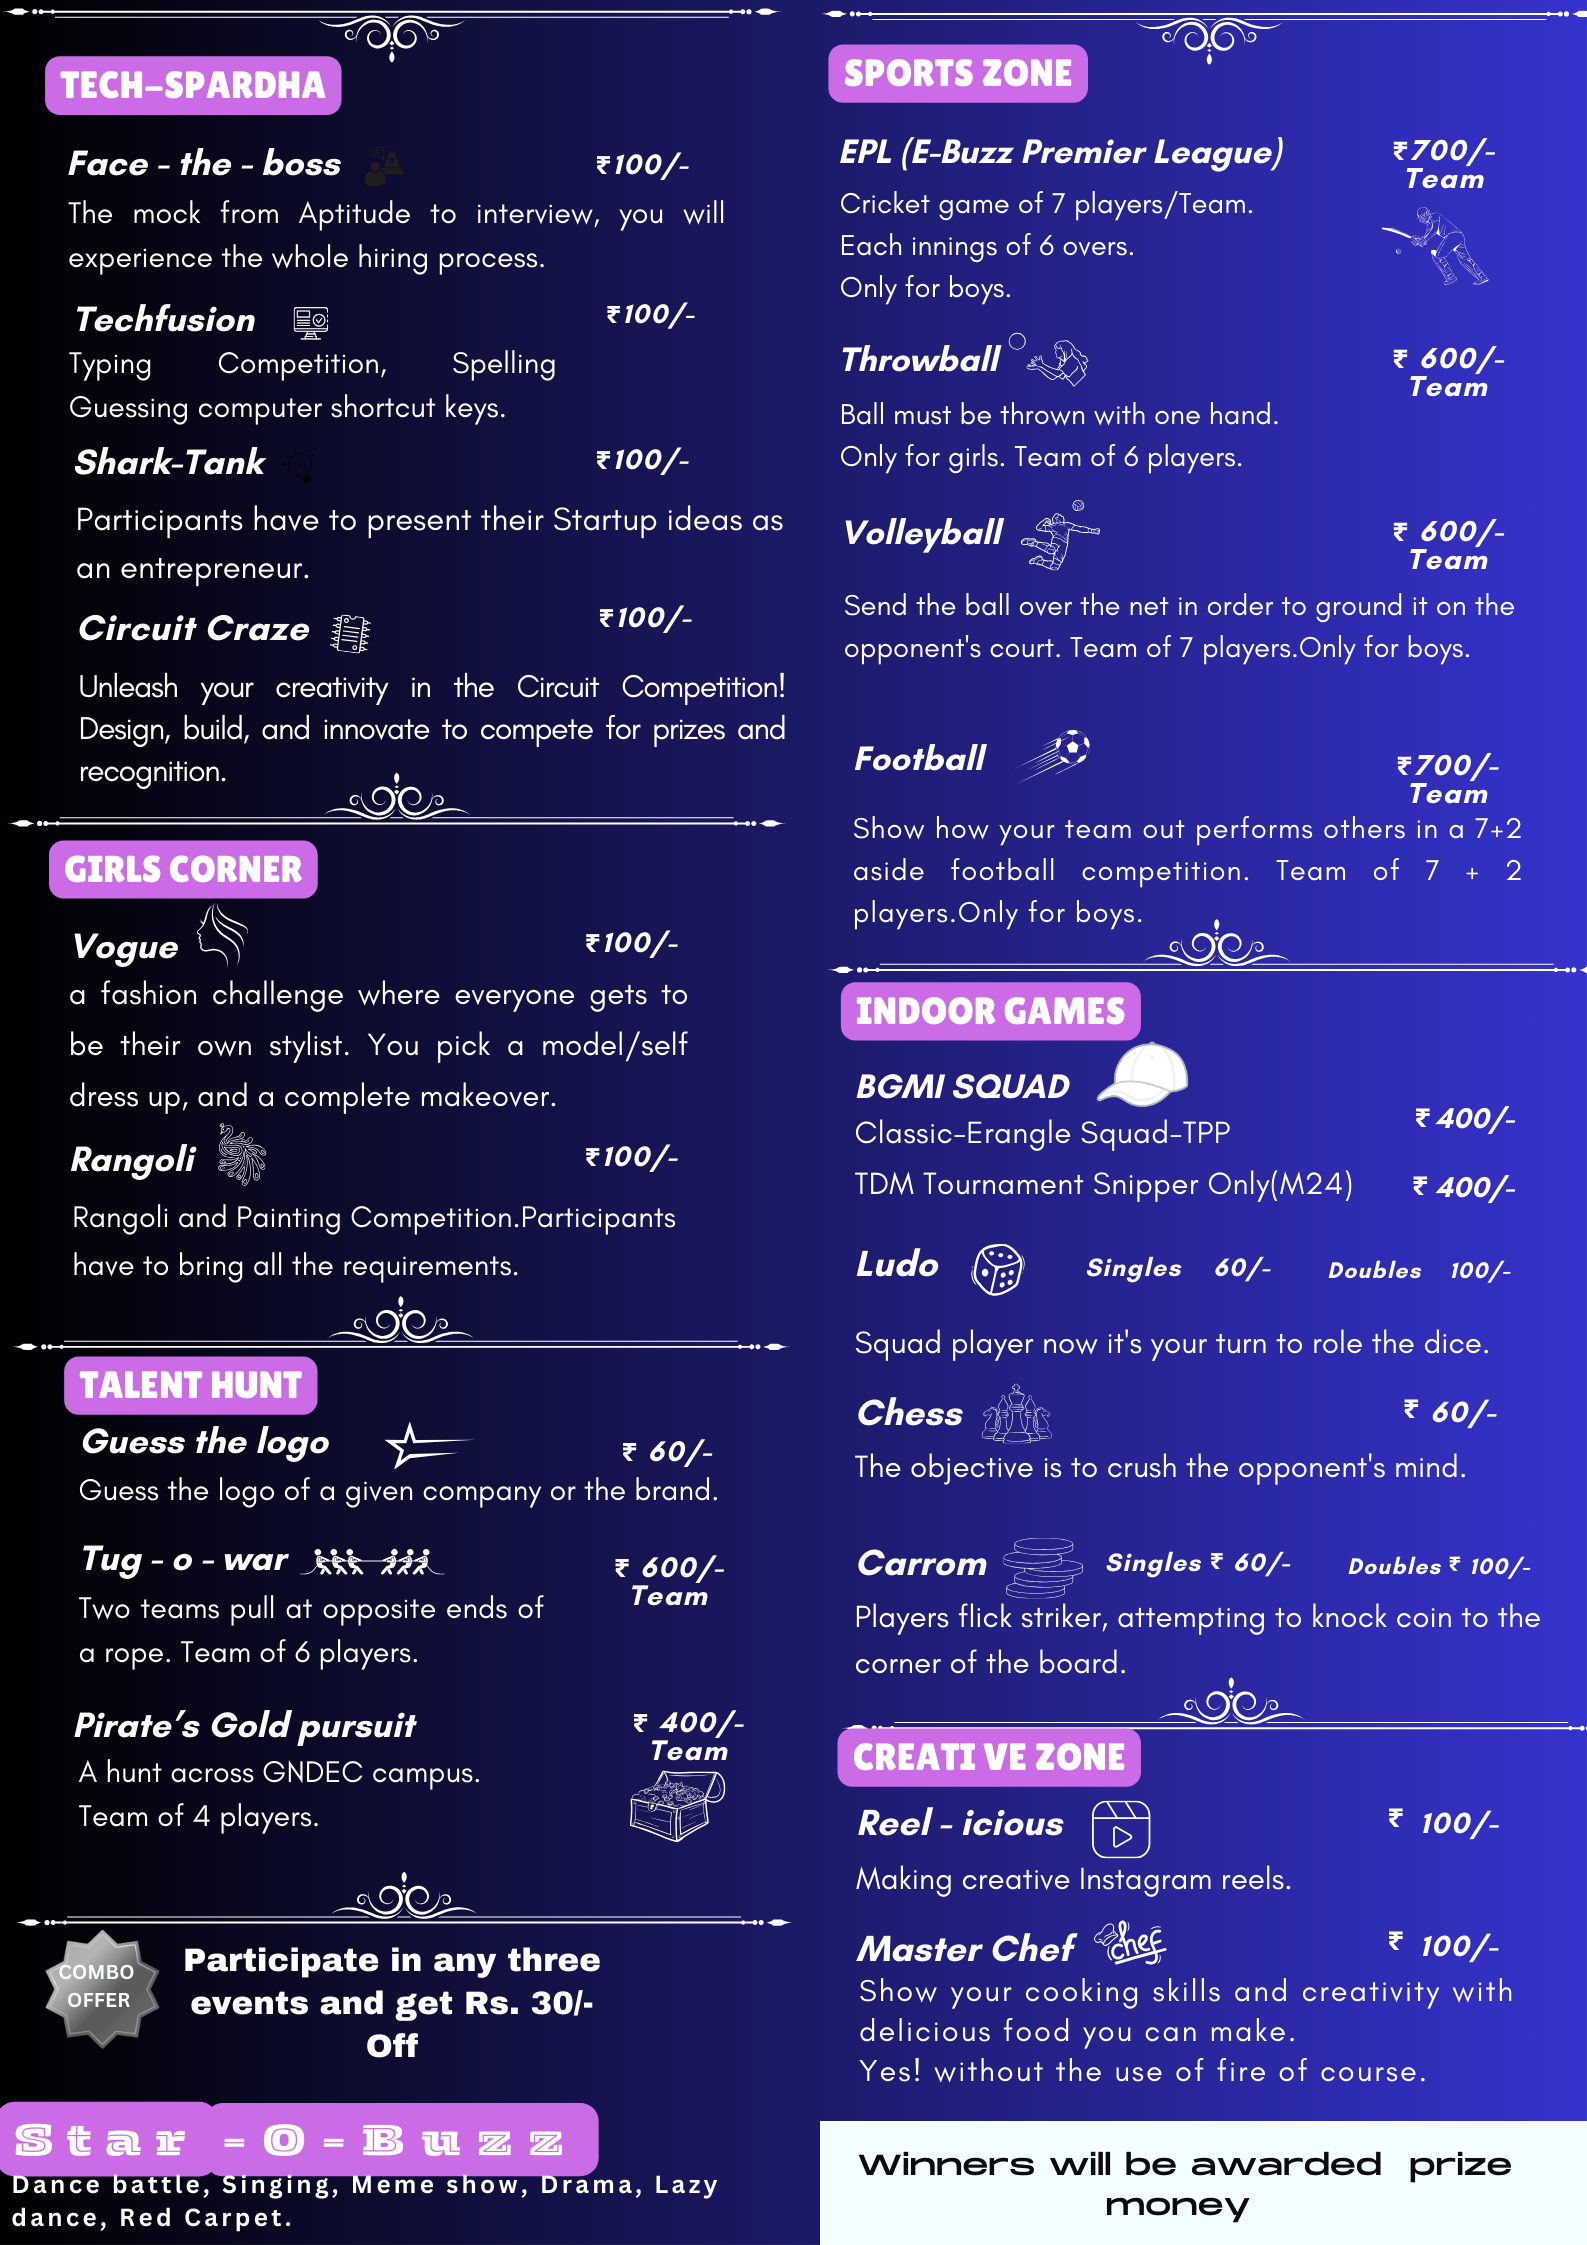 TECH-SPARDHA
Face - the - boss ₹100/-
The mock from Aptitude to interview, you will
experience the whole hiring process.
Techfusion ₹100/-
Typing Competition, Spelling
Guessing computer shortcut keys.
Shark-Tank ₹100/-
Participants have to present their Startup ideas as
an entrepreneur.
Circuit Craze ₹100/-
Unleash your creativity in the Circuit Competition!
Design, build, and innovate to compete for prizes and
recognition.
GIRLS CORNER
Vogue ₹100/-
a fashion challenge where everyone gets to
be their own stylist. You pick a model/self
dress up, and a complete makeover.
Rangoli ₹100/-
Rangoli and Painting Competition.Participants
have to bring all the requirements.
TALENT HUNT
Guess the logo ₹ 60/-
Guess the logo of a given company or the brand.
Tug - o - war ₹ 600/-
Team
Two teams pull at opposite ends of
a rope. Team of 6 players.
Pirate's Gold pursuit ₹ 400/-
Team
A hunt across GNDEC campus.
Team of 4 players.
COMBO
OFFER
Participate in any three
events and get Rs. 30/-
Off
Star -O-Buzz
Dance battle, Singing, Meme show, Drama, Lazy
dance, Red Carpet.
SPORTS ZONE
EPL (E-Buzz Premier League) ₹700/-
Team
Cricket game of 7 players/Team.
Each innings of 6 overs.
Only for boys.
Throwball ₹ 600/-
Team
Ball must be thrown with one hand.
Only for girls. Team of 6 players.
Volleyball ₹ 600/-
Team
Send the ball over the net in order to ground it on the
opponent's court. Team of 7 players.Only for boys.
Football ₹700/-
Team
Show how your team out performs others in a 7+2
aside football competition. Team of 7 + 2
players.Only for boys.
INDOOR GAMES
BGMI SQUAD
Classic-Erangle Squad-TPP ₹ 400/-
TDM Tournament Snipper Only(M24) ₹ 400/-
Ludo Singles 60/- Doubles 100/-
Squad player now it's your turn to role the dice.
Chess ₹ 60/-
The objective is to crush the opponent's mind.
Carrom Singles ₹ 60/- Doubles ₹ 100/-
Players flick striker, attempting to knock coin to the
corner of the board.
CREATI VE ZONE
Reel - icious ₹ 100/-
Making creative Instagram reels.
Master Chef chef ₹ 100/-
Show your cooking skills and creativity with
delicious food you can make.
Yes! without the use of fire of course.
Winners will be awarded prize
money